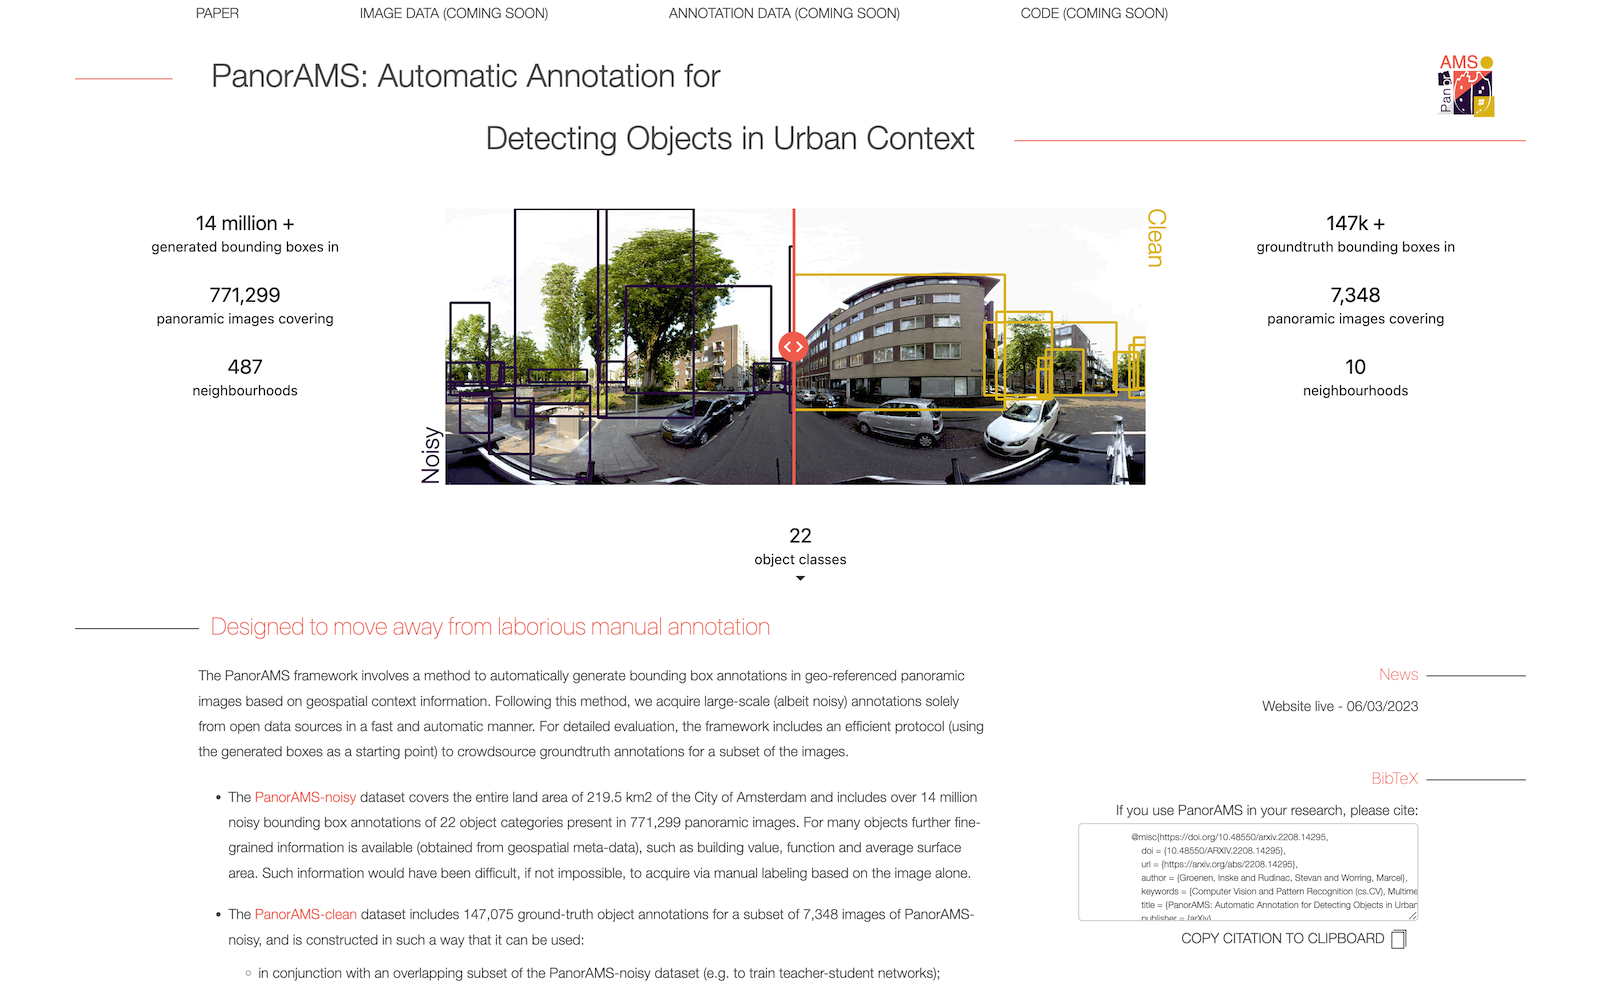 PAPER
IMAGE DATA (COMING SOON)
ANNOTATION DATA (COMING SOON)
CODE (COMING SOON)
PanorAMS: Automatic Annotation for
Detecting Objects in Urban Context
AMS
Panor
14 million +
generated bounding boxes in
771,299
panoramic images covering
487
neighbourhoods
Noisy
Clean
147k +
groundtruth bounding boxes in
7,348
panoramic images covering
10
neighbourhoods
22
object classes
Designed to move away from laborious manual annotation
The PanorAMS framework involves a method to automatically generate bounding box annotations in geo-referenced panoramic
images based on geospatial context information. Following this method, we acquire large-scale (albeit noisy) annotations solely
from open data sources in a fast and automatic manner. For detailed evaluation, the framework includes an efficient protocol (using
the generated boxes as a starting point) to crowdsource groundtruth annotations for a subset of the images.
The PanorAMS-noisy dataset covers the entire land area of 219.5 km2 of the City of Amsterdam and includes over 14 million
noisy bounding box annotations of 22 object categories present in 771,299 panoramic images. For many objects further fine-
grained information is available (obtained from geospatial meta-data), such as building value, function and average surface
area. Such information would have been difficult, if not impossible, to acquire via manual labeling based on the image alone.
The PanorAMS-clean dataset includes 147,075 ground-truth object annotations for a subset of 7,348 images of PanorAMS-
noisy, and is constructed in such a way that it can be used:
in conjunction with an overlapping subset of the PanorAMS-noisy dataset (e.g. to train teacher-student networks);
News
Website live - 06/03/2023
BibTeX
If you use PanorAMS in your research, please cite:
@misc{https://doi.org/10.48550/arxiv.2208.14295,
doi = {10.48550/ARXIV.2208.14295},
url = {https://arxiv.org/abs/2208.14295},
author = {Groenen, Inske and Rudinac, Stevan and Worring, Marcel},
keywords = {Computer Vision and Pattern Recognition (cs.CV), Multime
title = {PanorAMS: Automatic Annotation for Detecting Objects in Urban
publisher = {arXiv}
COPY CITATION TO CLIPBOARD